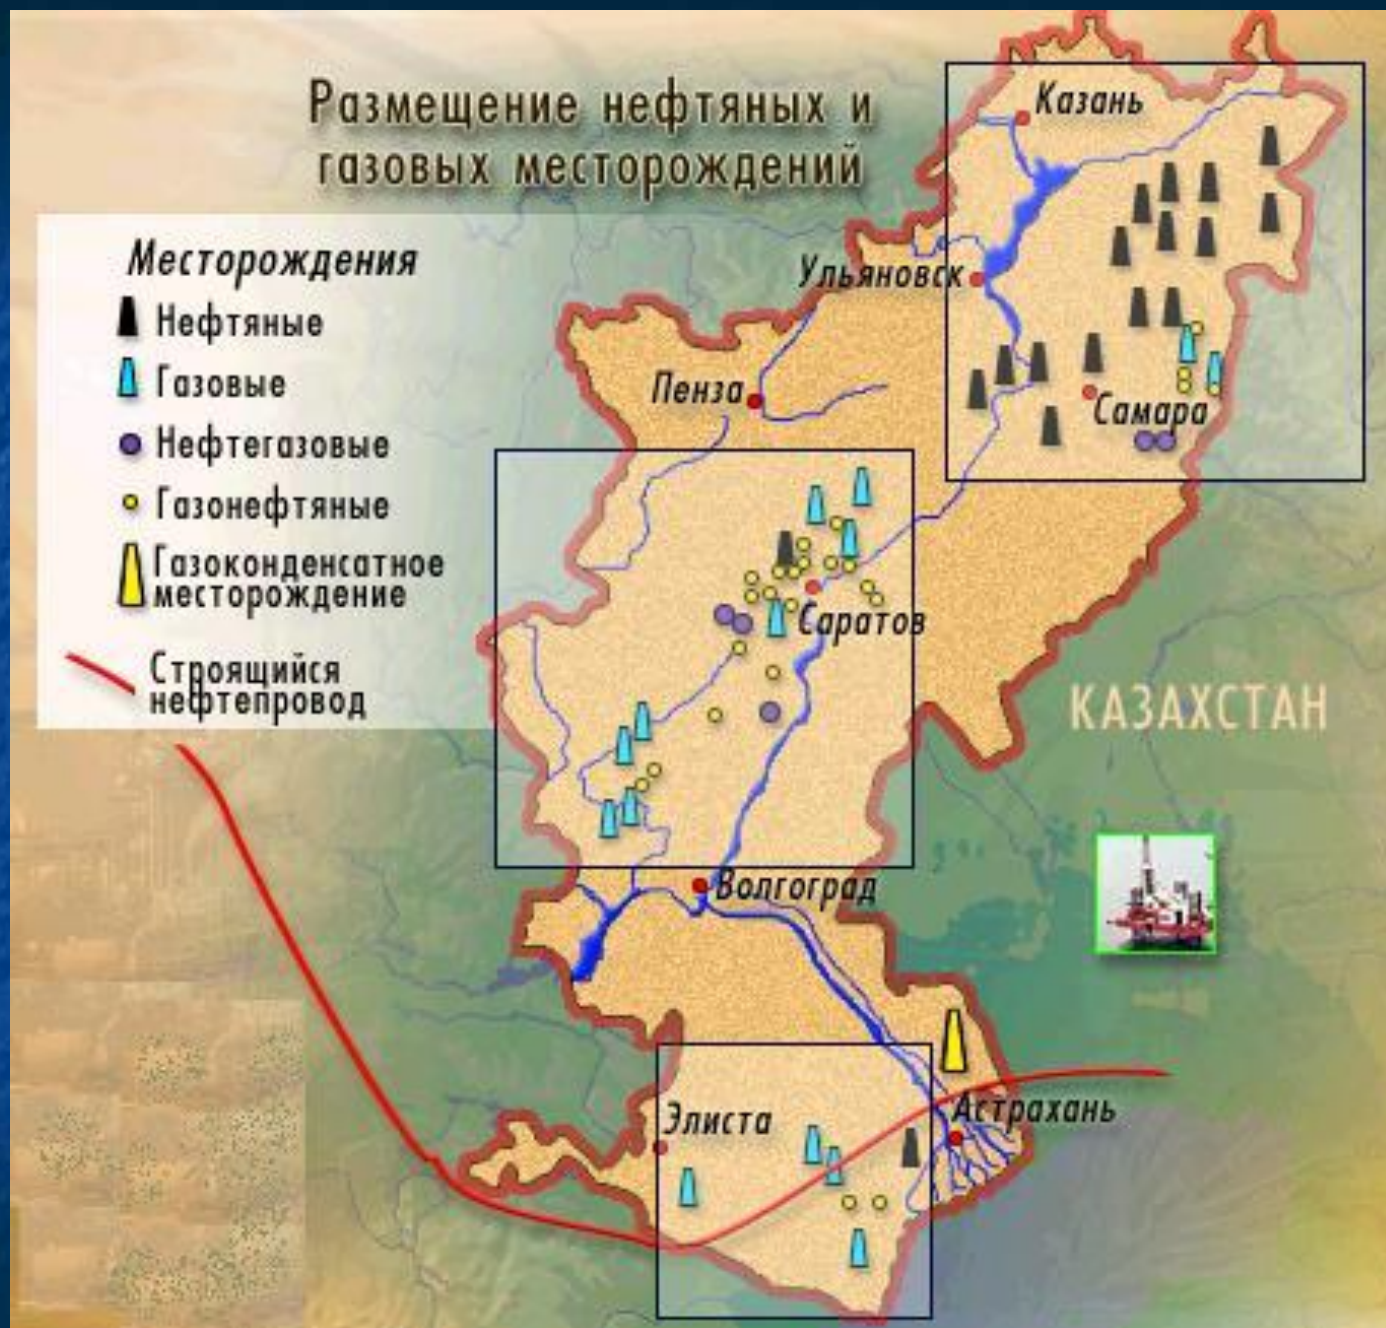 Размещение нефтяных и
газовых месторождений
Месторождения
Нефтяные
Газовые
Нефтегазовые
Газонефтяные
Газоконденсатное
месторождение
Строящийся
нефтепровод
Казань
Ульяновск
Пенза
Самара
Саратов
КАЗАХСТАН
Волгоград
Астрахань
Элиста